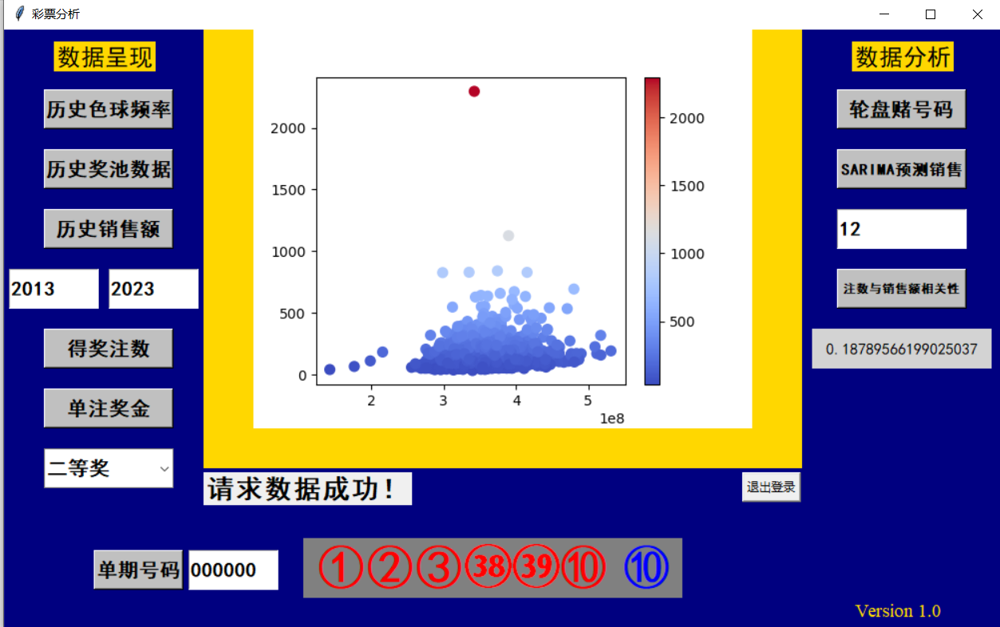 彩票分析
数据呈现
历史色球频率
历史奖池数据
历史销售额
2013 2023
得奖注数
单注奖金
二等奖
2000
1500
1000
500
0
2 3 4 5
1e8
2000
1500
1000
500
数据分析
轮盘赌号码
SARIMA预测销售
12
注数与销售额相关性
0.18789566199025037
请求数据成功!
退出登录
单期号码 000000
① ② ③ ㊳ ㊴ ⑩ ⑩
Version 1.0